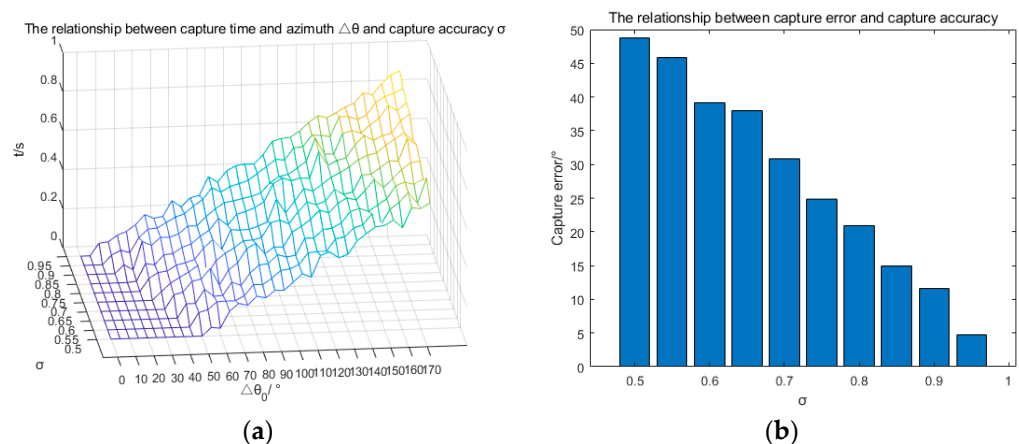 The relationship between capture time and azimuth △θ and capture accuracy σ
1
0.8
0.6
0.4
0.2
0
t/s
0.95
0.9
0.85
0.8
0.75
0.7
0.65
0.6
0.55
0.5
σ
0 10 20 30 40 50 60 70 80 90 100 110 120 130 140 150 160 170
△θ₀/ °
(a)
The relationship between capture error and capture accuracy
50
45
40
35
30
25
20
15
10
5
0
Capture error/°
0.5 0.6 0.7 0.8 0.9 1
σ
(b)